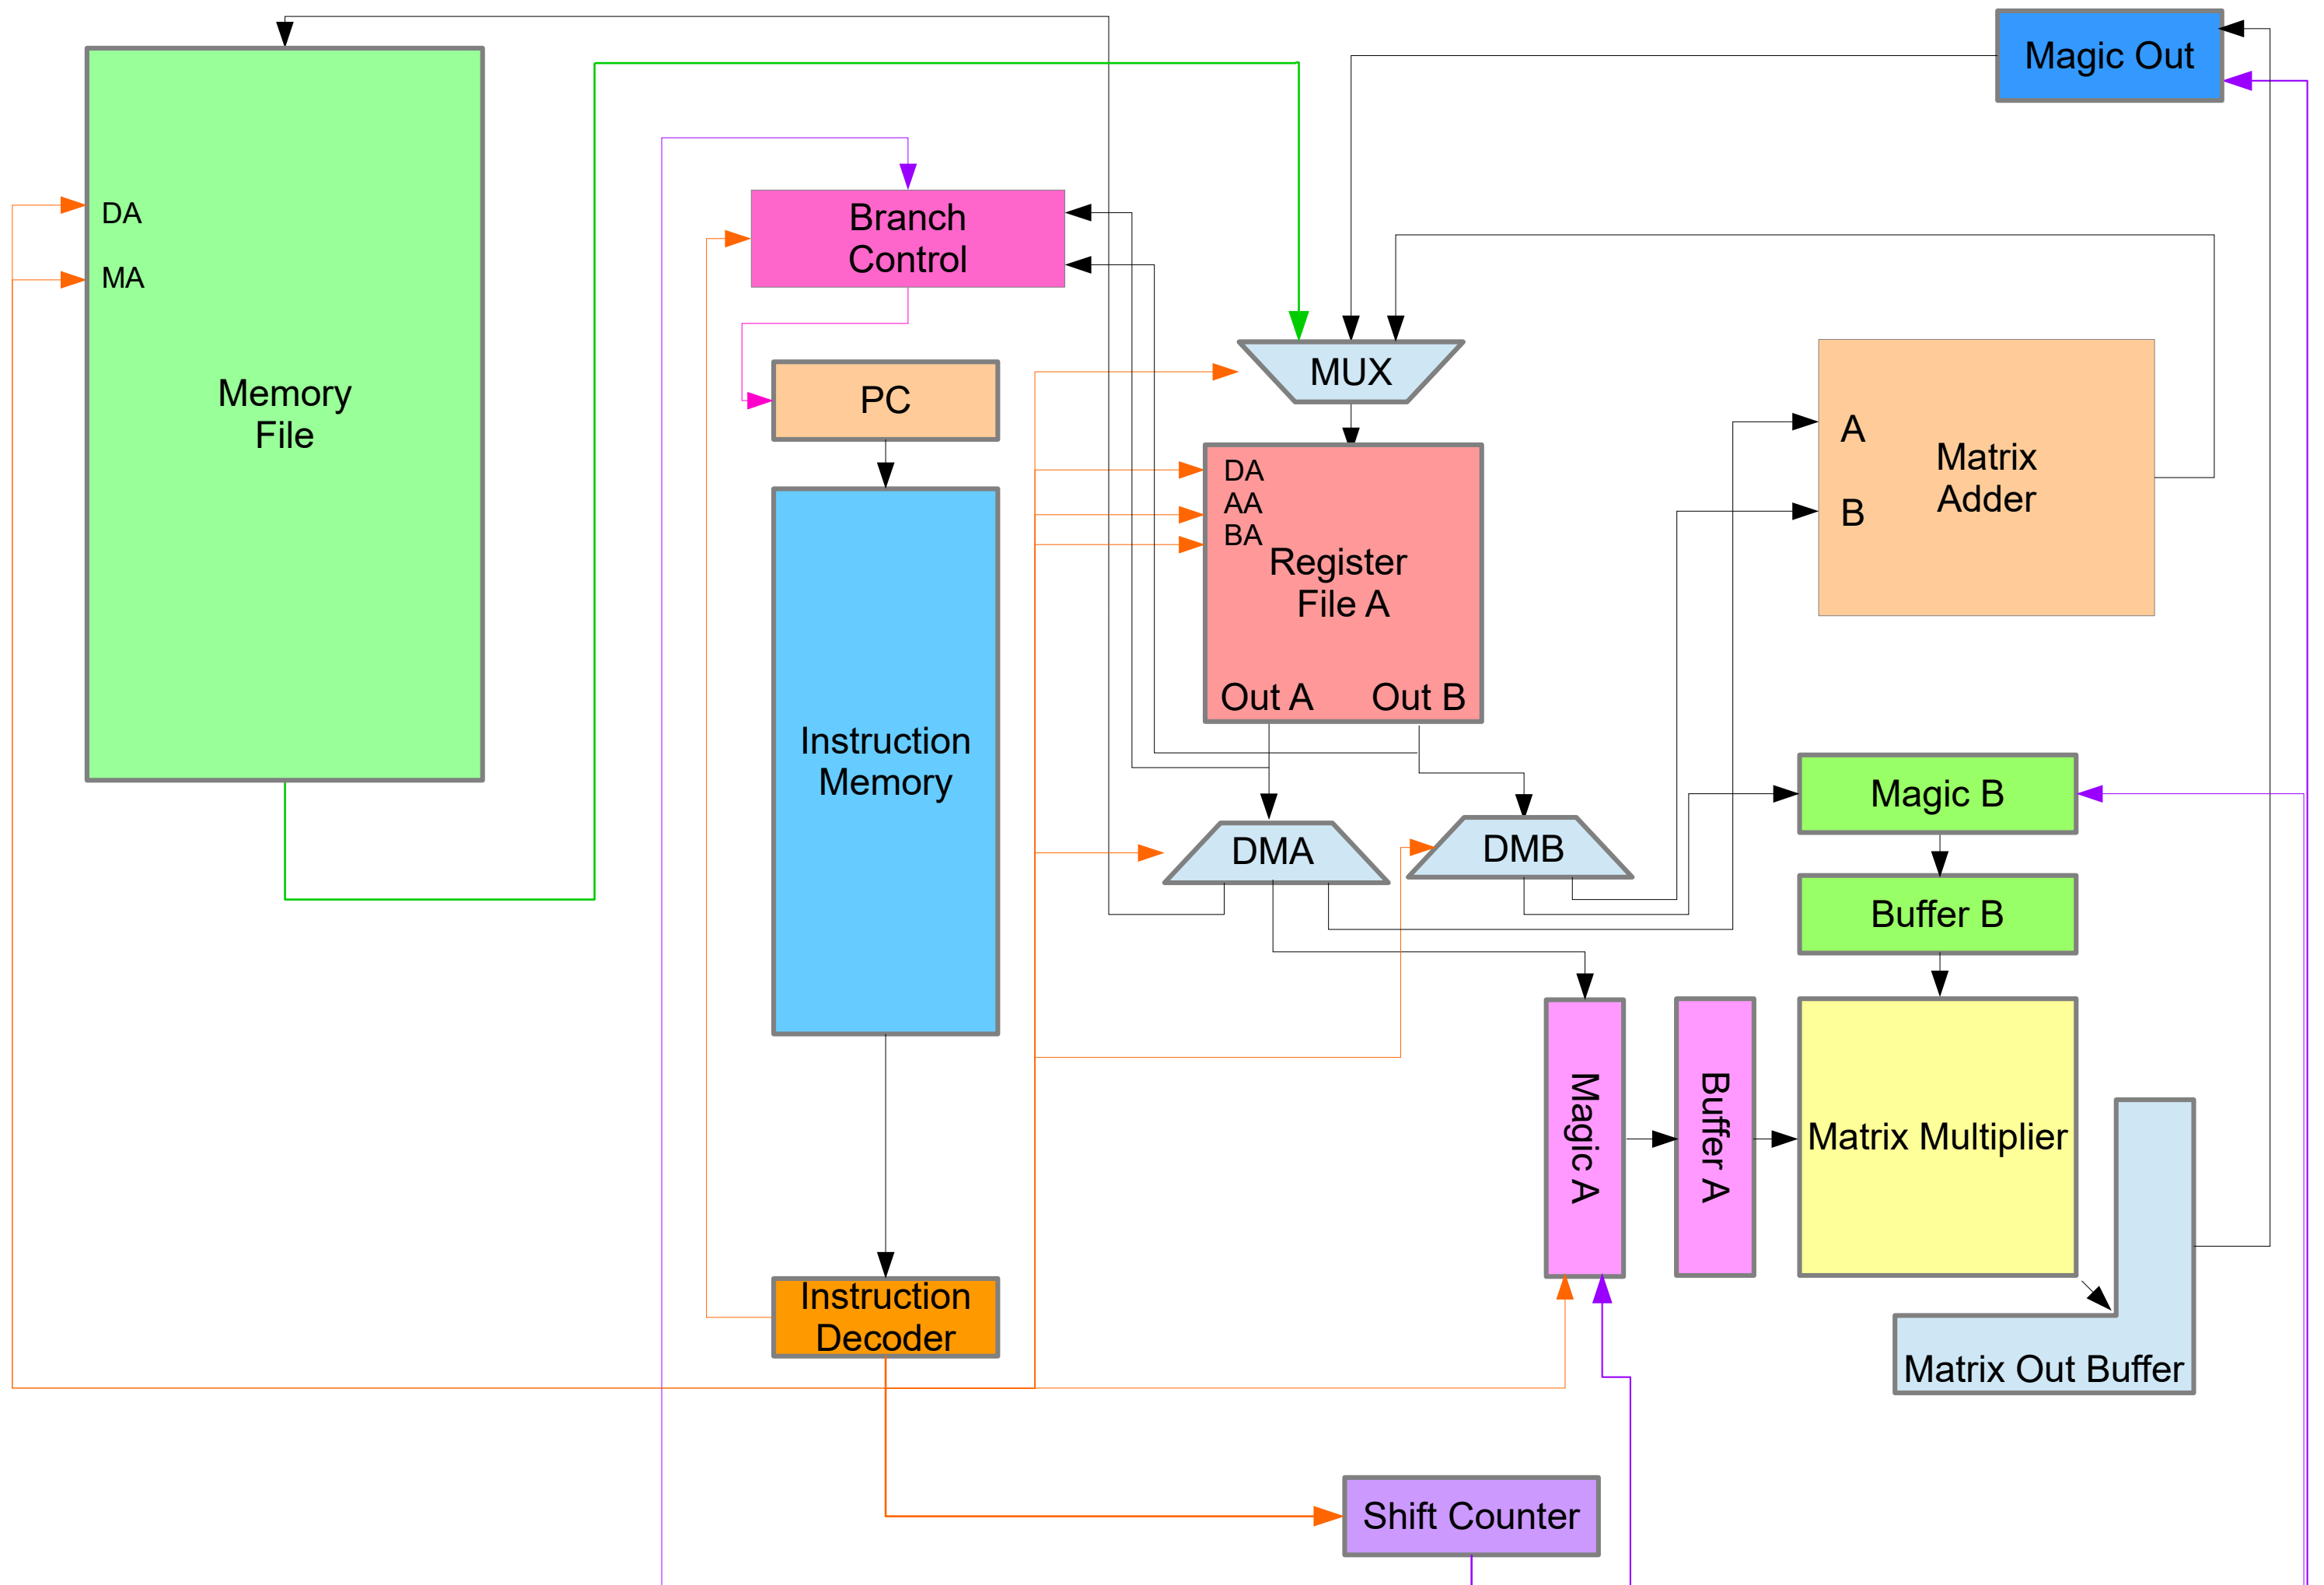 Magic Out
DA
MA
Memory
File
Branch
Control
PC
Instruction
Memory
Instruction
Decoder
MUX
DA
AA
BA
Register
File A
Out A
Out B
DMA
DMB
A
B
Matrix
Adder
Magic B
Buffer B
Magic A
Buffer A
Matrix Multiplier
Matrix Out Buffer
Shift Counter